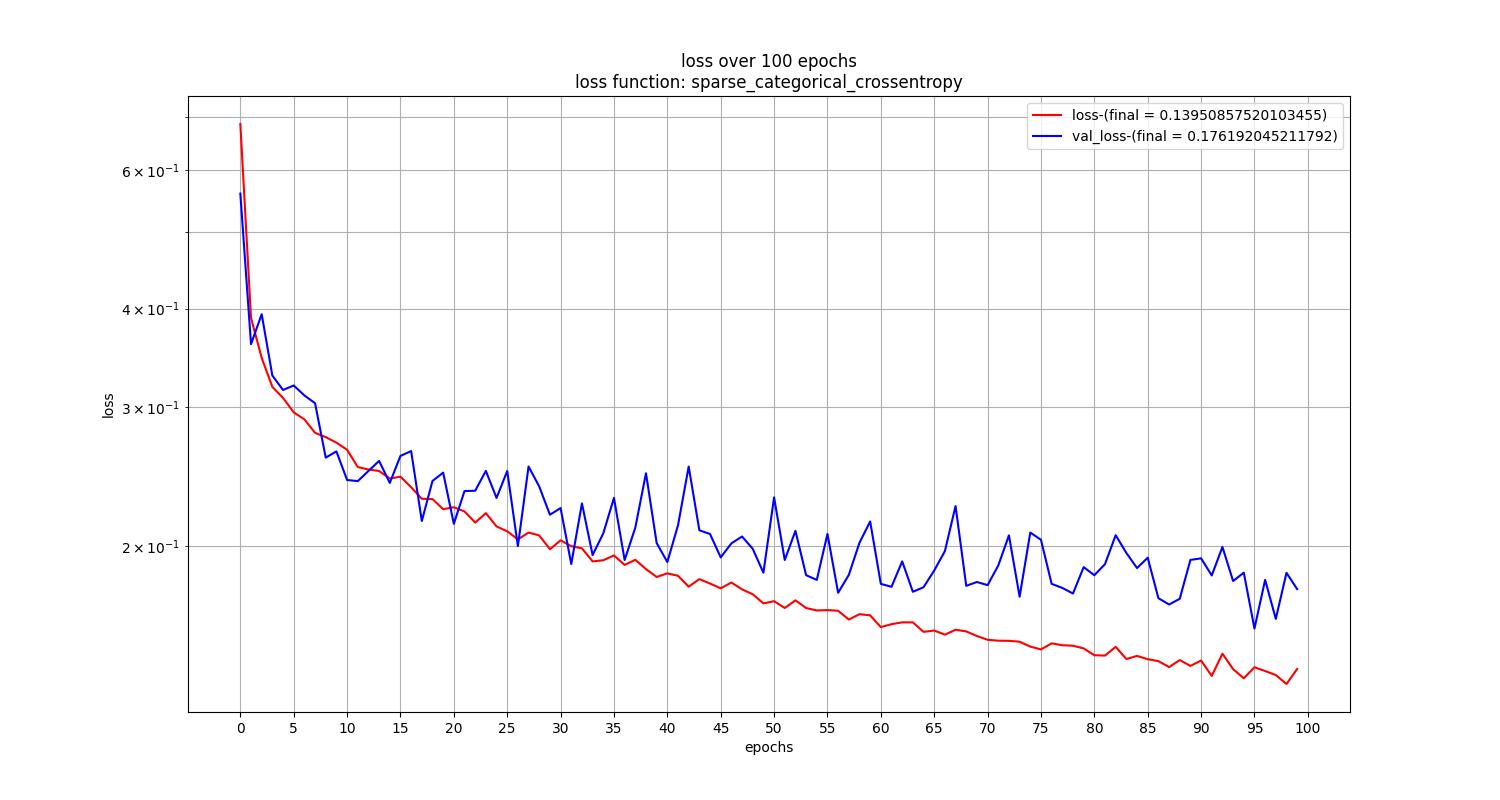 loss over 100 epochs
loss function: sparse_categorical_crossentropy
loss-(final = 0.13950857520103455)
val_loss-(final = 0.176192045211792)
6 × 10⁻¹
4 × 10⁻¹
3 × 10⁻¹
2 × 10⁻¹
loss
0 5 10 15 20 25 30 35 40 45 50 55 60 65 70 75 80 85 90 95 100
epochs